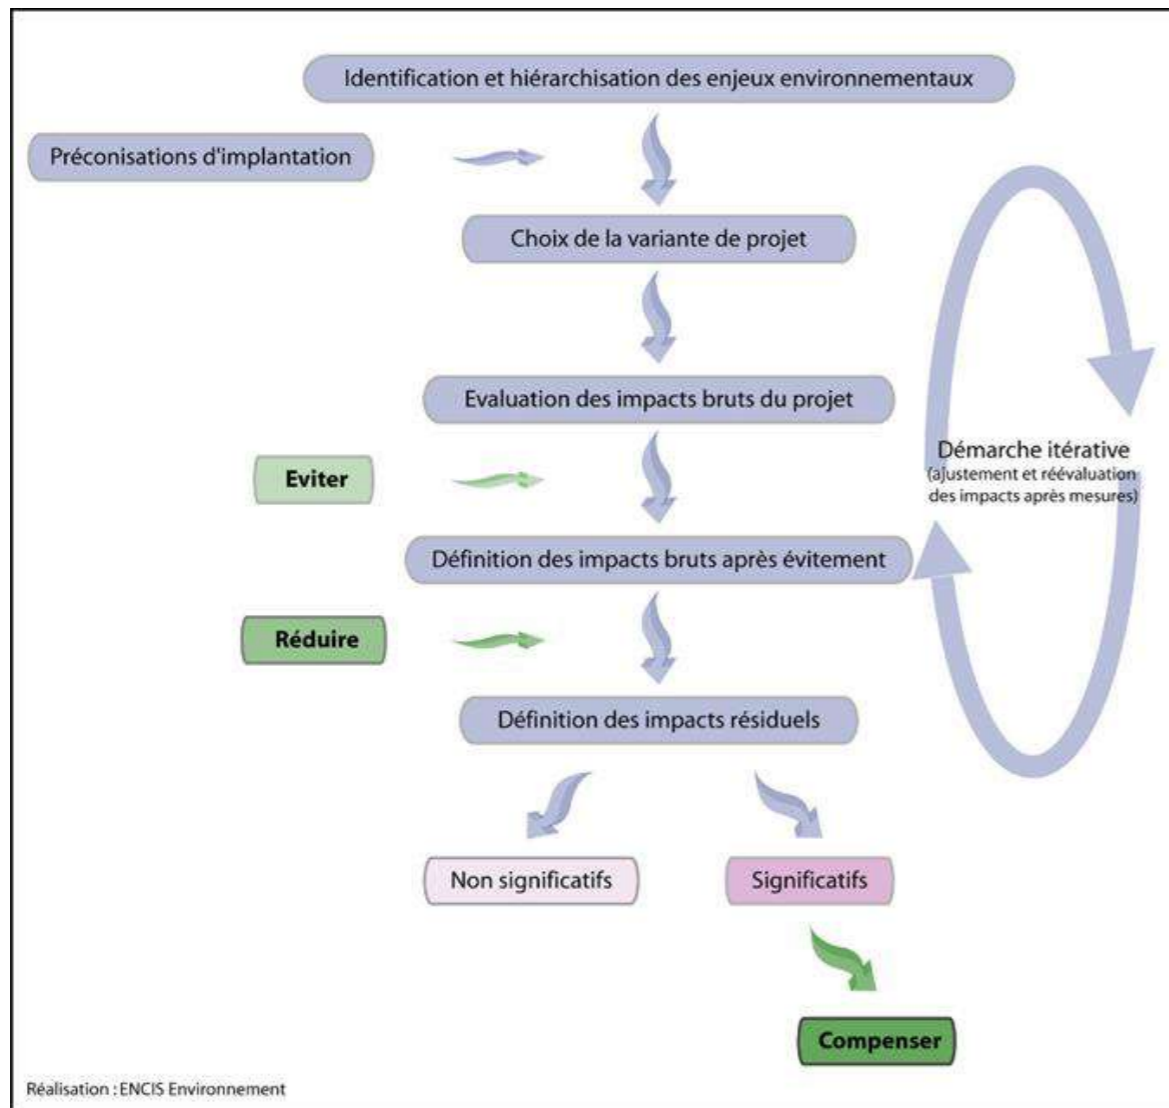 Identification et hiérarchisation des enjeux environnementaux
Préconisations d'implantation
Choix de la variante de projet
Evaluation des impacts bruts du projet
Démarche itérative
(ajustement et réévaluation
des impacts après mesures)
Eviter
Définition des impacts bruts après évitement
Réduire
Définition des impacts résiduels
Non significatifs
Significatifs
Compenser
Réalisation : ENCIS Environnement